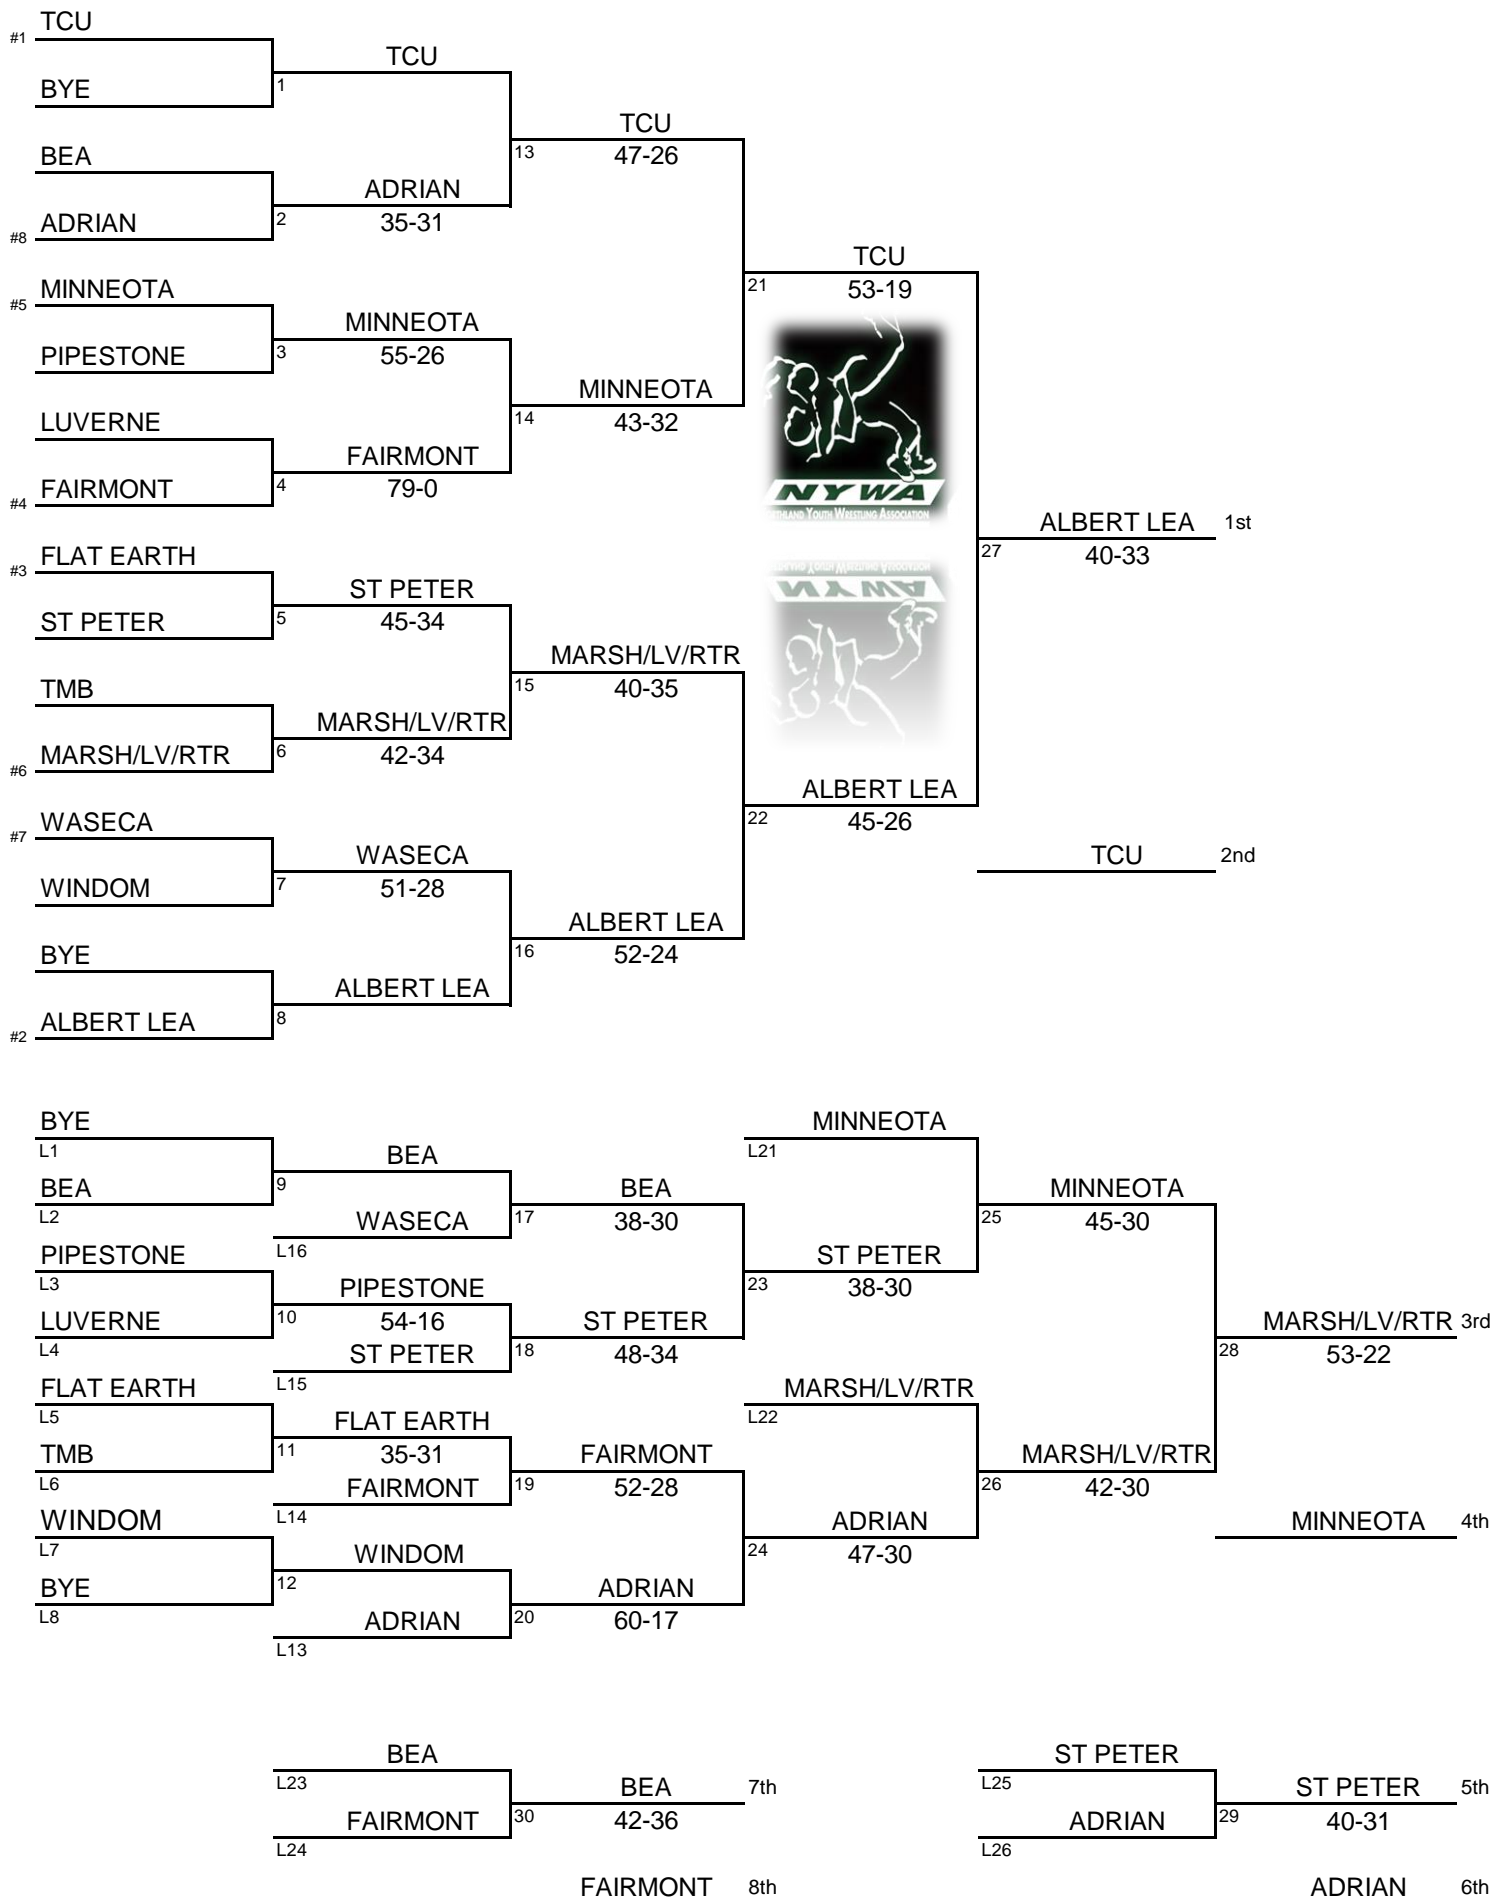 TCU
#1
TCU
BYE
1
TCU
BEA
13
47-26
ADRIAN
ADRIAN
2
35-31
#8
TCU
MINNEOTA
#5
21
53-19
MINNEOTA
PIPESTONE
3
55-26
MINNEOTA
LUVERNE
14
43-32
FAIRMONT
FAIRMONT
4
79-0
#4
NYWA
NORTHLAND YOUTH WRESTLING ASSOCIATION
ALBERT LEA 1st
27
40-33
FLAT EARTH
#3
ST PETER
ST PETER
5
45-34
MARSH/LV/RTR
TMB
15
40-35
MARSH/LV/RTR
MARSH/LV/RTR
6
42-34
#6
ALBERT LEA
WASECA
#7
22
45-26
WASECA
TCU 2nd
WINDOM
7
51-28
ALBERT LEA
BYE
16
52-24
ALBERT LEA
ALBERT LEA
8
#2
BYE
MINNEOTA
L1
L21
BEA
BEA
9
BEA
MINNEOTA
L2
WASECA
17
38-30
25
45-30
PIPESTONE
L16
ST PETER
L3
PIPESTONE
23
38-30
LUVERNE
10
54-16
ST PETER
MARSH/LV/RTR 3rd
L4
ST PETER
18
48-34
28
53-22
FLAT EARTH
L15
MARSH/LV/RTR
L5
FLAT EARTH
L22
TMB
11
35-31
FAIRMONT
MARSH/LV/RTR
L6
FAIRMONT
19
52-28
26
42-30
WINDOM
L14
ADRIAN
MINNEOTA 4th
L7
WINDOM
24
47-30
BYE
12
ADRIAN
L8
ADRIAN
20
60-17
L13
BEA
ST PETER
L23
BEA 7th
L25
ST PETER 5th
FAIRMONT
30
42-36
ADRIAN
29
40-31
L24
L26
FAIRMONT 8th
ADRIAN 6th